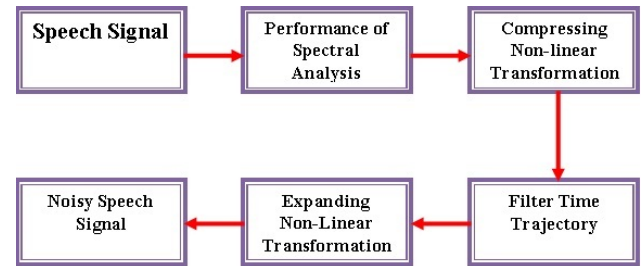 Speech Signal
Performance of
Spectral
Analysis
Compressing
Non-linear
Transformation
Filter Time
Trajectory
Expanding
Non-Linear
Transformation
Noisy Speech
Signal